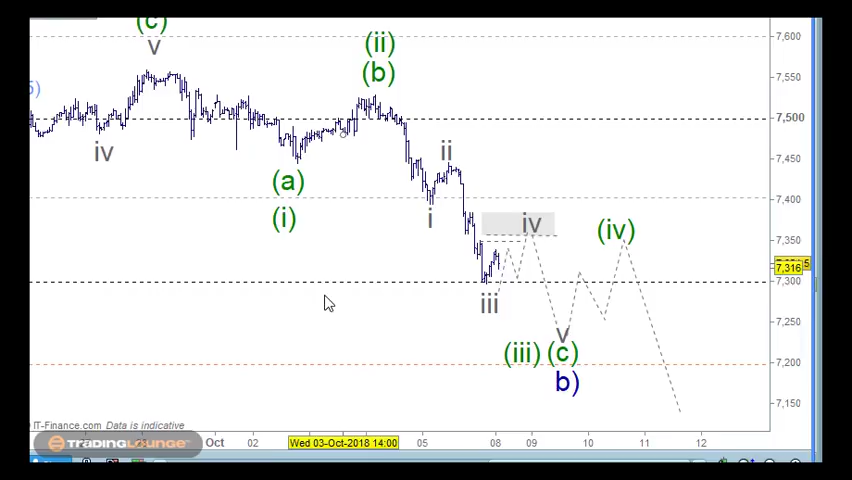 (c)
7,600
v
(ii)
(b)
7,550
5)
7,500
iv
ii
7,450
(a)
7,400
(i)
i
iv
(iv)
7,350
7,316
7,300
iii
7,250
v
(iii) (c)
7,200
b)
7,150
IT-Finance.com Data is indicative
TRADINGLOUNGE
Oct 02 Wed 03-Oct-2018 14:00 05 08 09 10 11 12